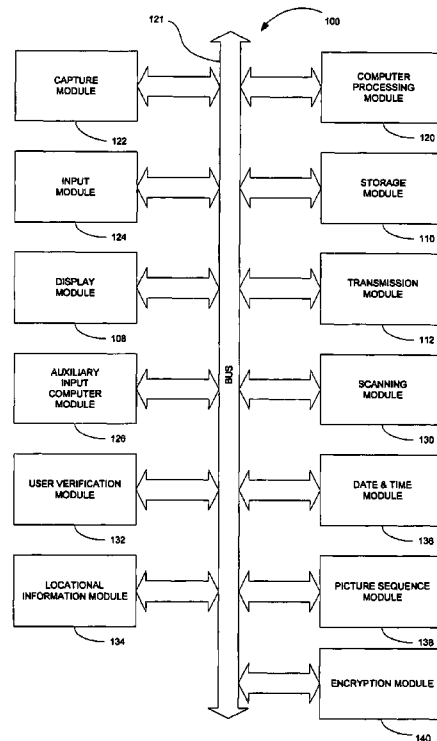 121
100
CAPTURE
MODULE
122
COMPUTER
PROCESSING
MODULE
120
INPUT
MODULE
124
STORAGE
MODULE
110
DISPLAY
MODULE
108
TRANSMISSION
MODULE
112
BUS
AUXILIARY
INPUT
COMPUTER
MODULE
126
SCANNING
MODULE
130
USER VERIFICATION
MODULE
132
DATE & TIME
MODULE
136
LOCATIONAL
INFORMATION MODULE
134
PICTURE SEQUENCE
MODULE
138
ENCRYPTION MODULE
140